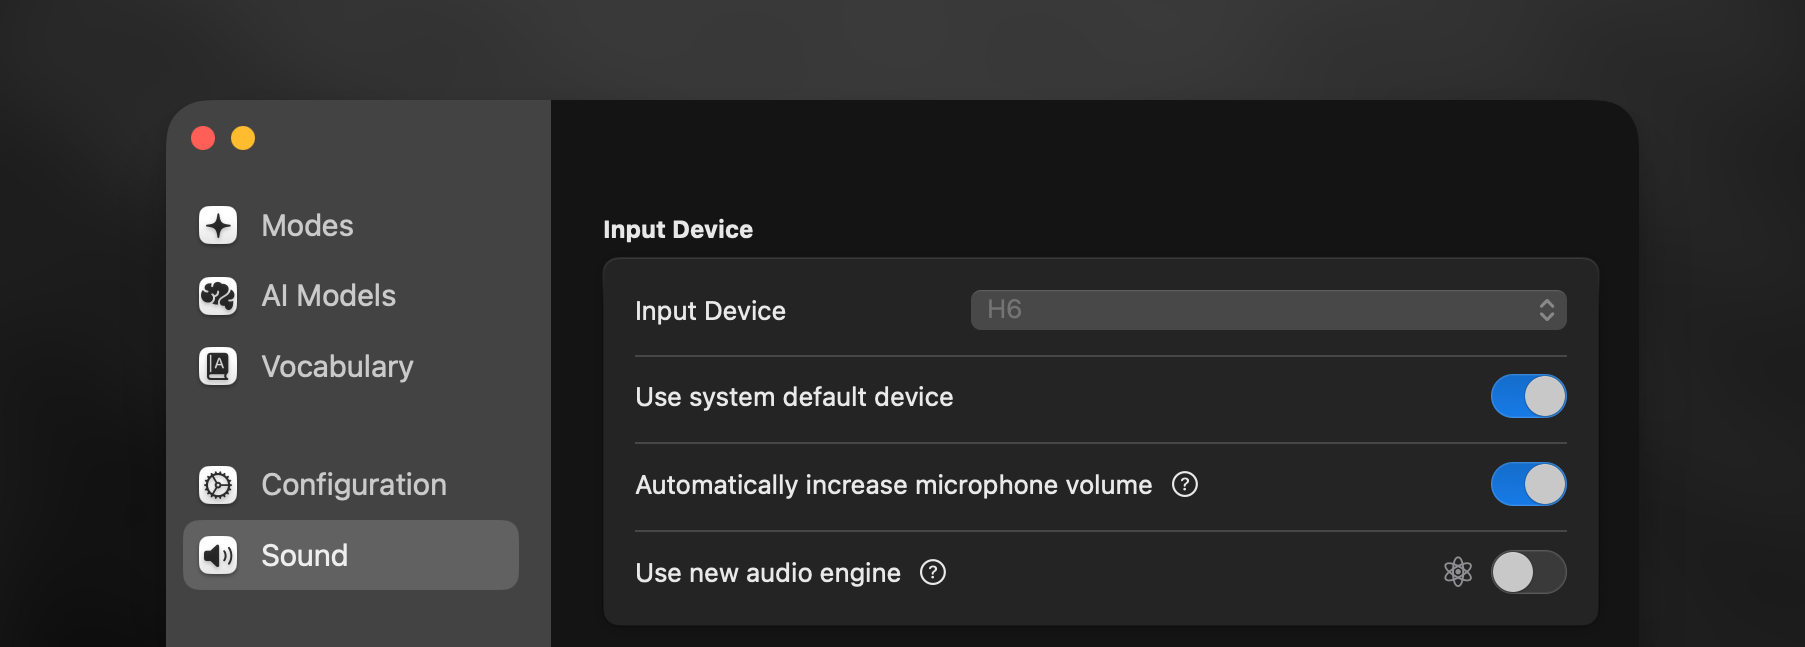 Modes
AI Models
A
Vocabulary
Configuration
Sound
Input Device
Input Device
H6
Use system default device
Automatically increase microphone volume ?
Use new audio engine ?